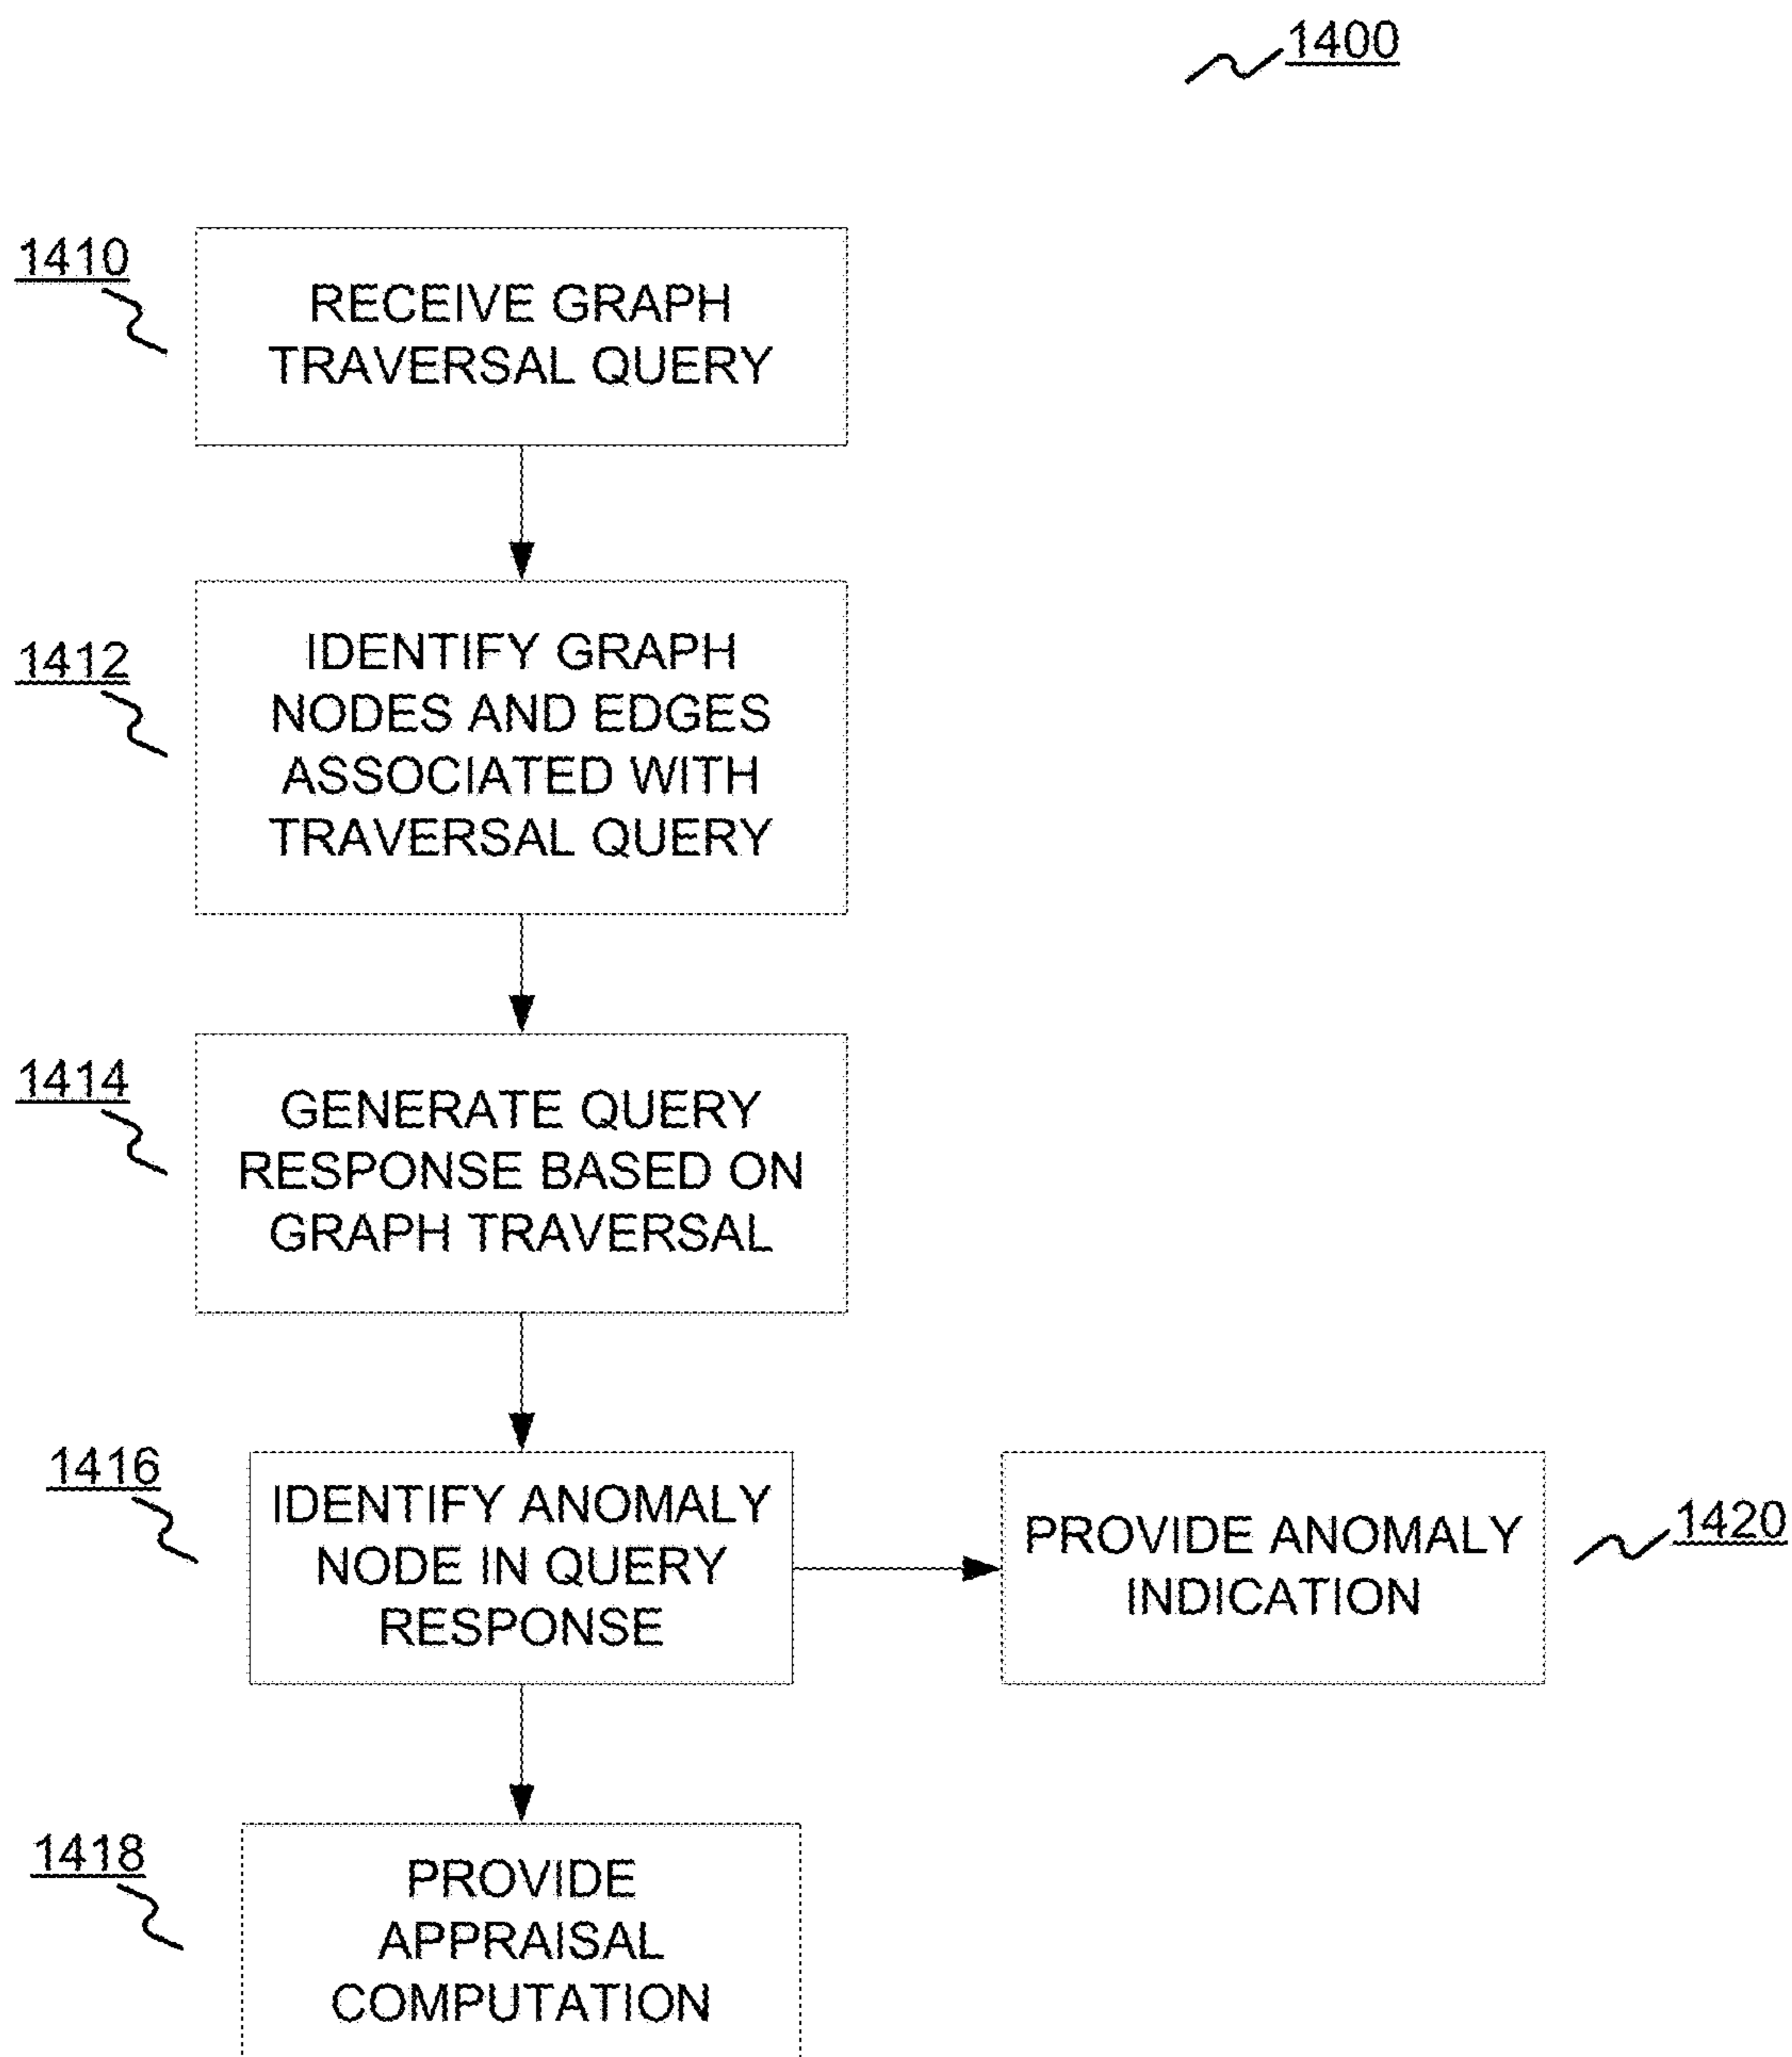 1400
1410
RECEIVE GRAPH
TRAVERSAL QUERY
1412
IDENTIFY GRAPH
NODES AND EDGES
ASSOCIATED WITH
TRAVERSAL QUERY
1414
GENERATE QUERY
RESPONSE BASED ON
GRAPH TRAVERSAL
1416
IDENTIFY ANOMALY
NODE IN QUERY
RESPONSE
PROVIDE ANOMALY
INDICATION
1420
1418
PROVIDE
APPRAISAL
COMPUTATION